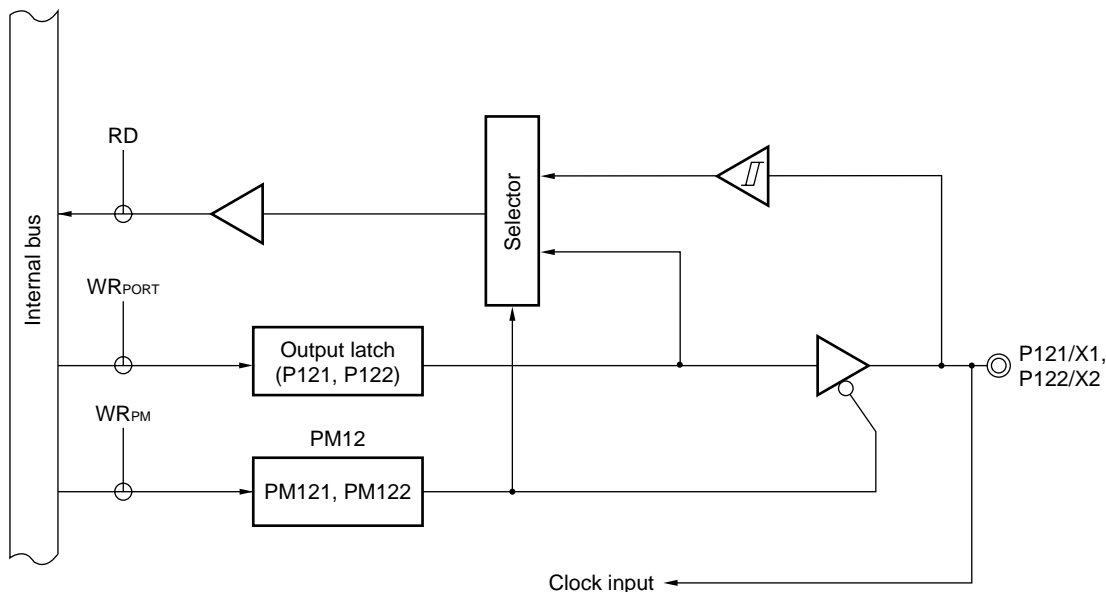 RD
Selector
Internal bus
WRPORT
Output latch
(P121, P122)
P121/X1,
P122/X2
WRPM
PM12
PM121, PM122
Clock input